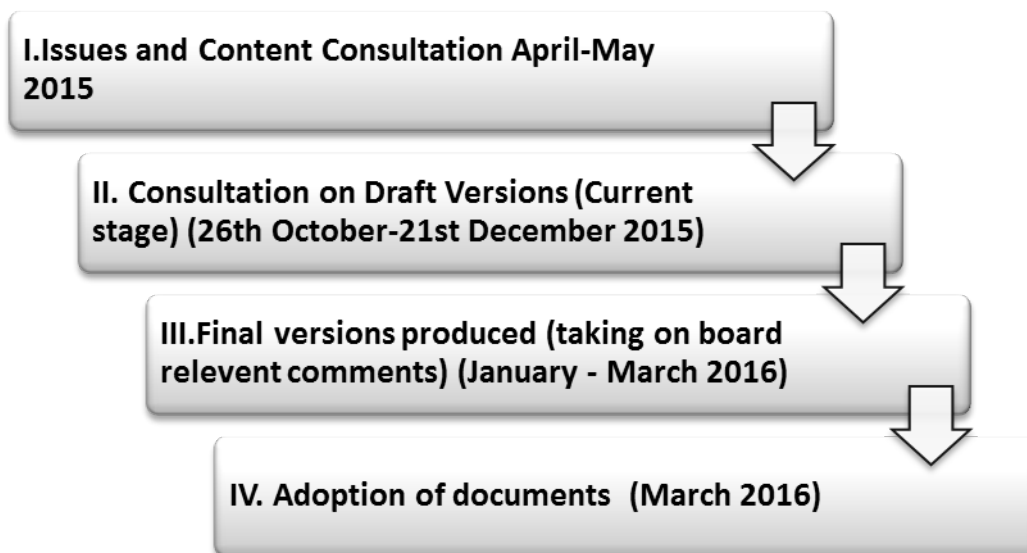 I.Issues and Content Consultation April-May
2015
II. Consultation on Draft Versions (Current
stage) (26th October-21st December 2015)
III.Final versions produced (taking on board
relevent comments) (January - March 2016)
IV. Adoption of documents (March 2016)